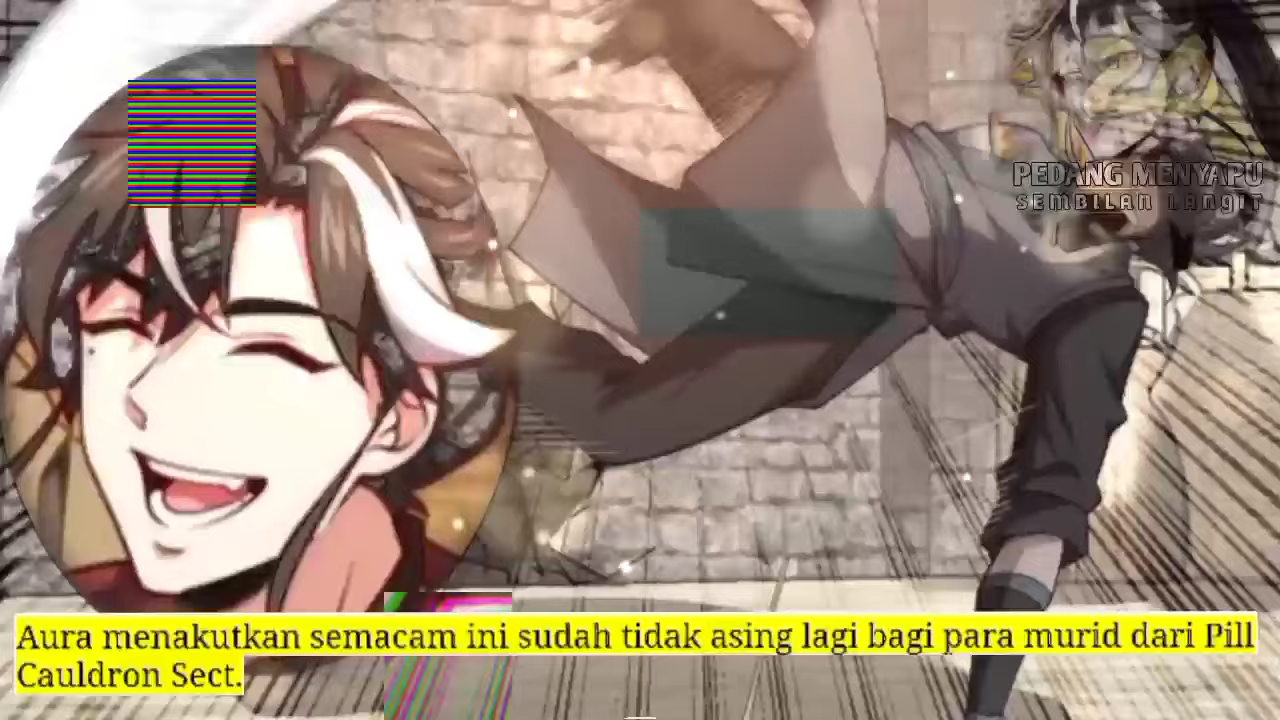 20
PEDANG MENYAPU
SEMBILAN LANGIT
Aura menakutkan semacam ini sudah tidak asing lagi bagi para murid dari Pill
Cauldron Sect.